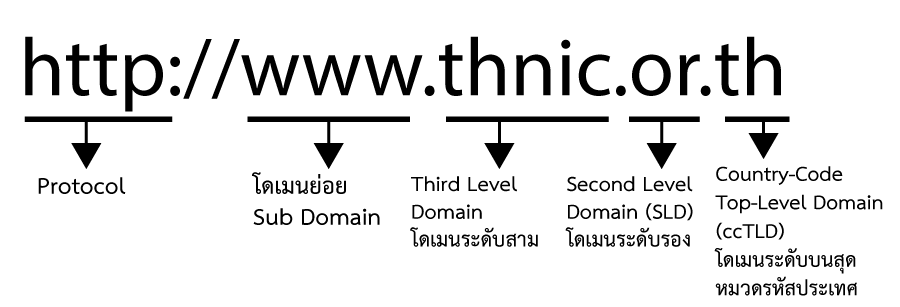 http://www.thnic.or.th
Protocol
โดเมนย่อย
Sub Domain
Third Level
Domain
โดเมนระดับสาม
Second Level
Domain (SLD)
โดเมนระดับรอง
Country-Code
Top-Level Domain
(ccTLD)
โดเมนระดับบนสุด
หมวดรหัสประเทศ